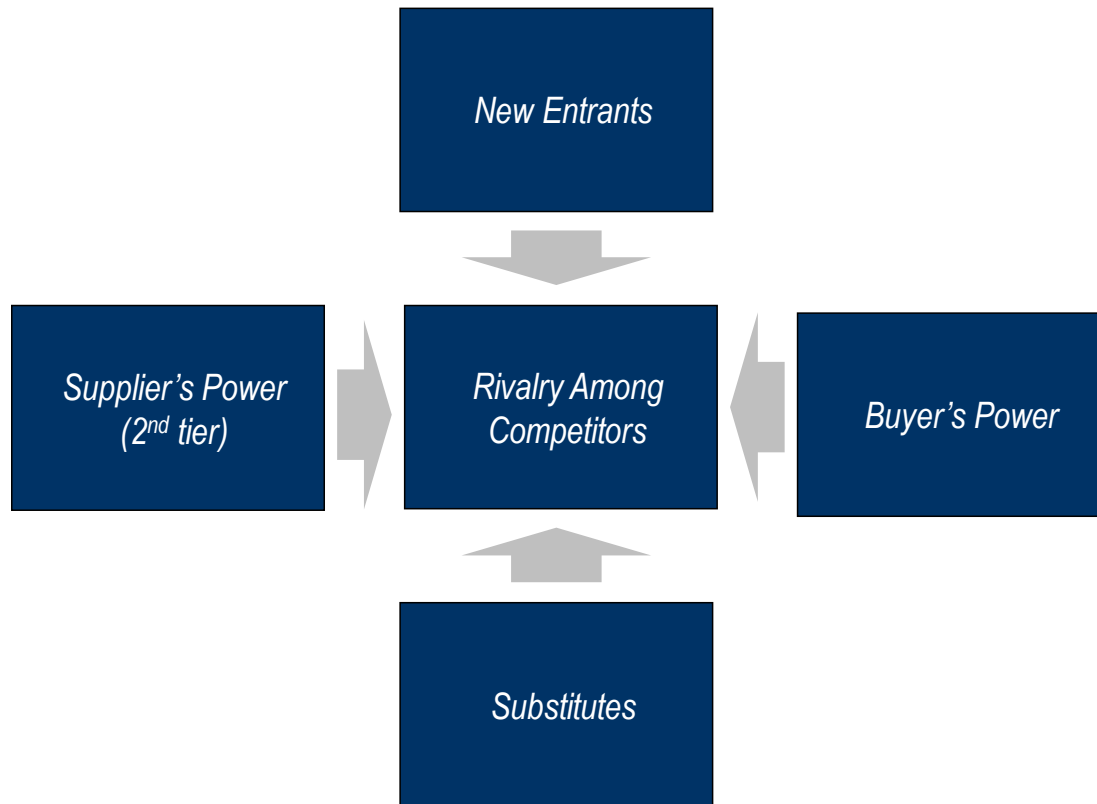 New Entrants
Supplier's Power
(2nd tier)
Rivalry Among
Competitors
Buyer's Power
Substitutes